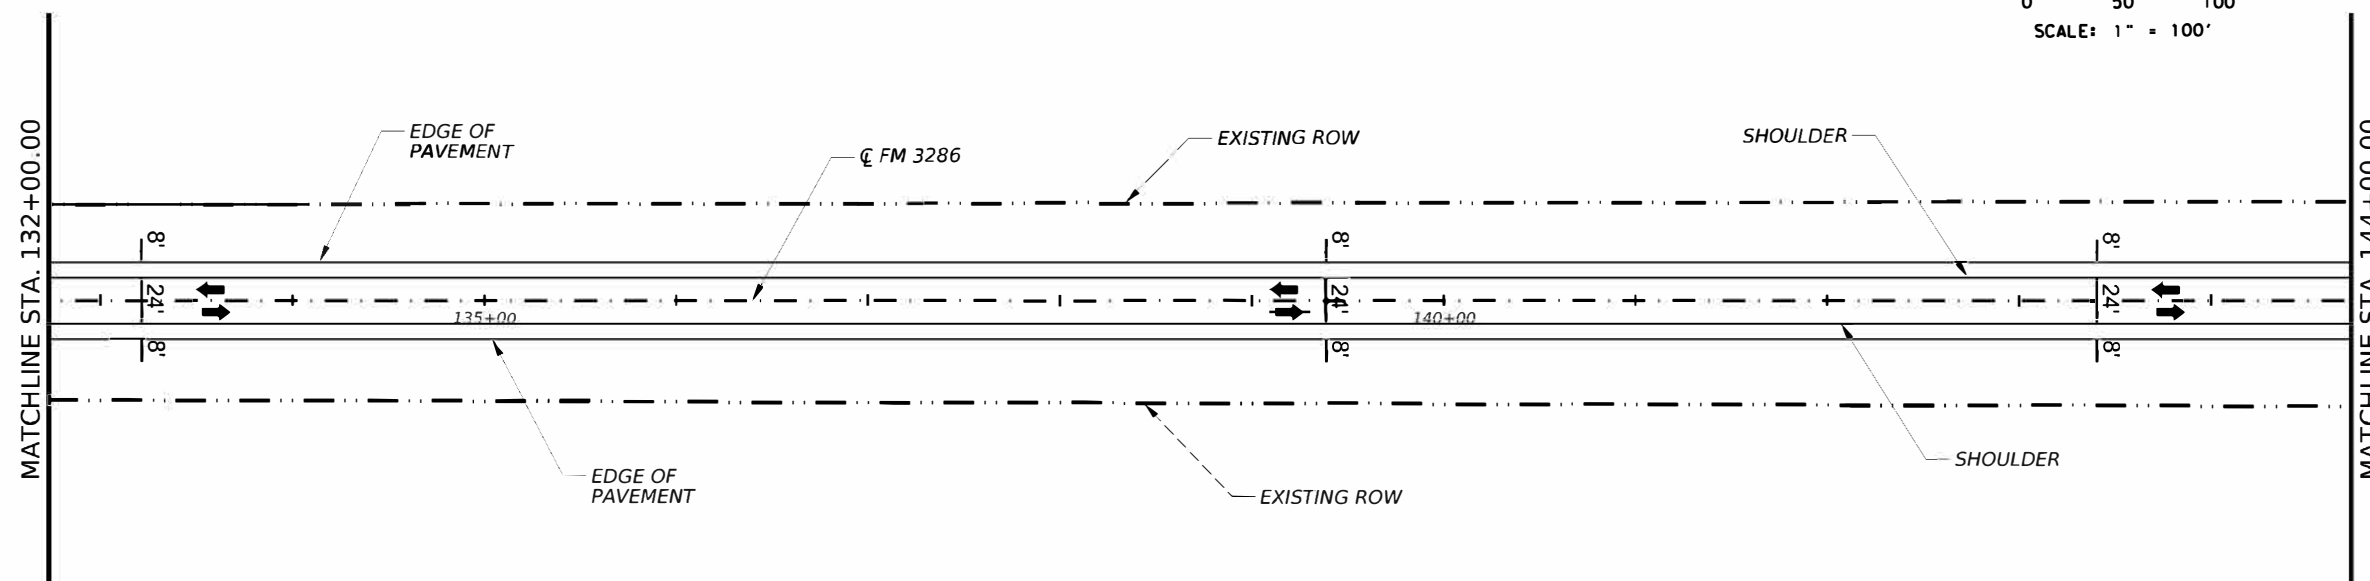 0 50 100
SCALE: 1" = 100'
MATCHLINE STA. 132+00.00
EDGE OF
PAVEMENT
℄ FM 3286
EXISTING ROW
SHOULDER
8'
24'
8'
135+00
8'
24'
8'
140+00
8'
24'
8'
EDGE OF
PAVEMENT
EXISTING ROW
SHOULDER
MATCHLINE STA.